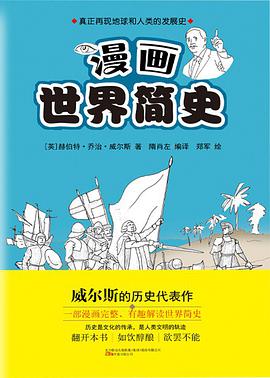 真正再现地球和人类的发展史
漫画
世界简史
[英]赫伯特·乔治·威尔斯 著 隋肖左 编译 郑军 绘
威尔斯的历史代表作
一部漫画完整、有趣解读世界简史
历史是文化的传承,是人类文明的轨迹
翻开本书 如饮醇酿 欲罢不能